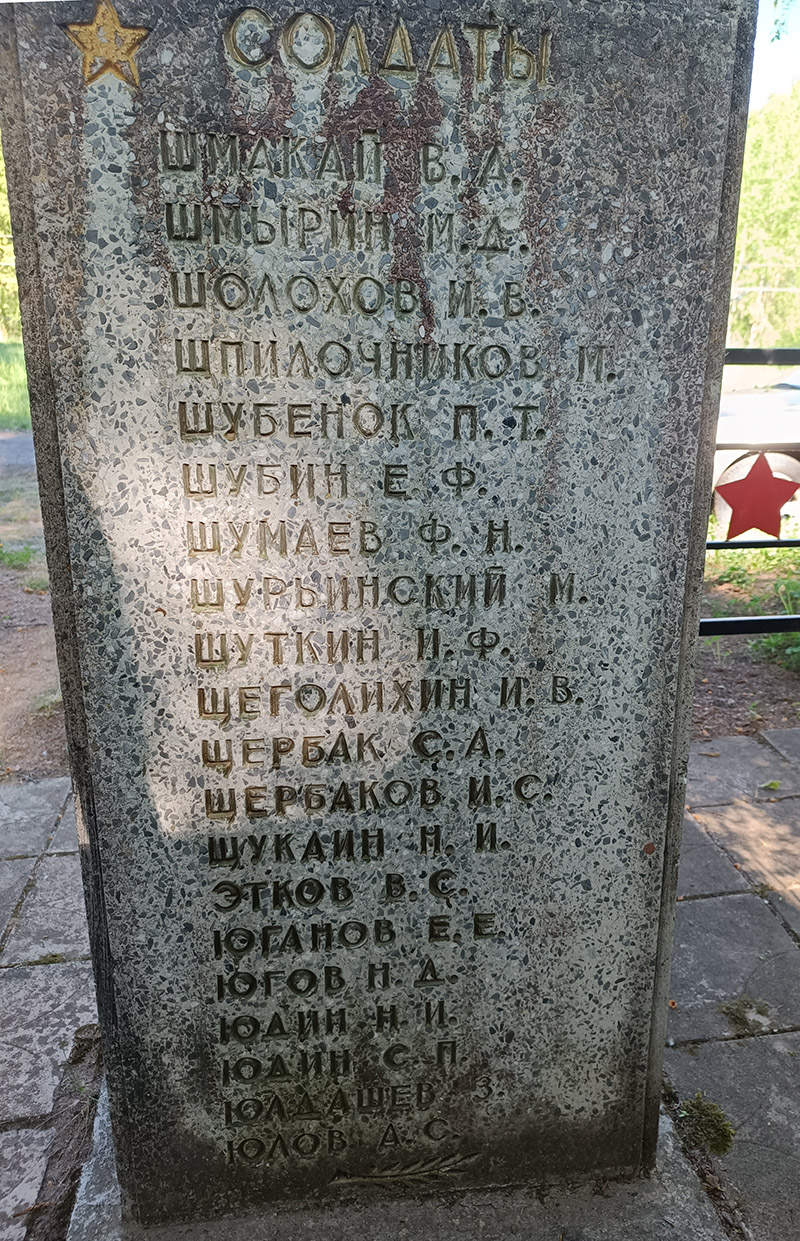 СОЛДАТЫ
ШМАКАЙ В. А.
ШМЫРИН М. Д.
ШОЛОХОВ И. В.
ШПИЛОЧНИКОВ М.
ШУБЕНОК П. Т.
ШУБИН Е. Ф.
ШУМАЕВ Ф. Н.
ШУРЬИНСКИЙ М.
ШУТКИН И. Ф.
ЩЕГОЛИХИН И. В.
ЩЕРБАК С. А.
ЩЕРБАКОВ И. С.
ЩУКАИН Н. И.
ЭТКОВ В. С.
ЮГАНОВ Е. Е.
ЮГОВ Н. Д.
ЮДИН Н. И.
ЮДИН С. П.
ЮЛДАШЕВ З.
ЮЛОВ А. С.